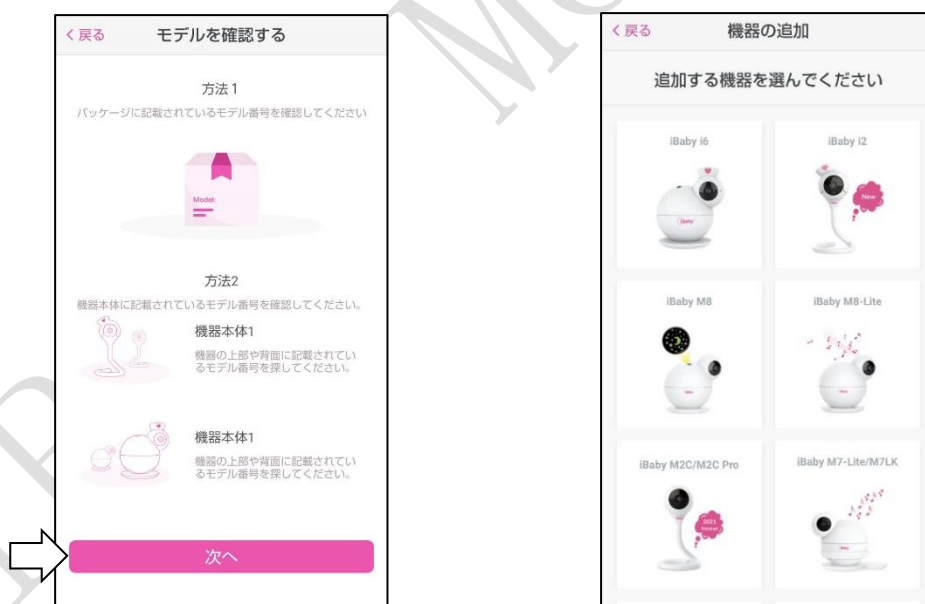 < 戻る モデルを確認する
方法 1
パッケージに記載されているモデル番号を確認してください
Model:
方法2
機器本体に記載されているモデル番号を確認してください。
機器本体1
機器の上部や背面に記載されてい
るモデル番号を探してください。
機器本体1
機器の上部や背面に記載されてい
るモデル番号を探してください。
次へ
< 戻る 機器の追加
追加する機器を選んでください
iBaby i6
iBaby i2
New
iBaby M8
iBaby M8-Lite
iBaby M2C/M2C Pro
iBaby M7-Lite/M7LK
2021
Version